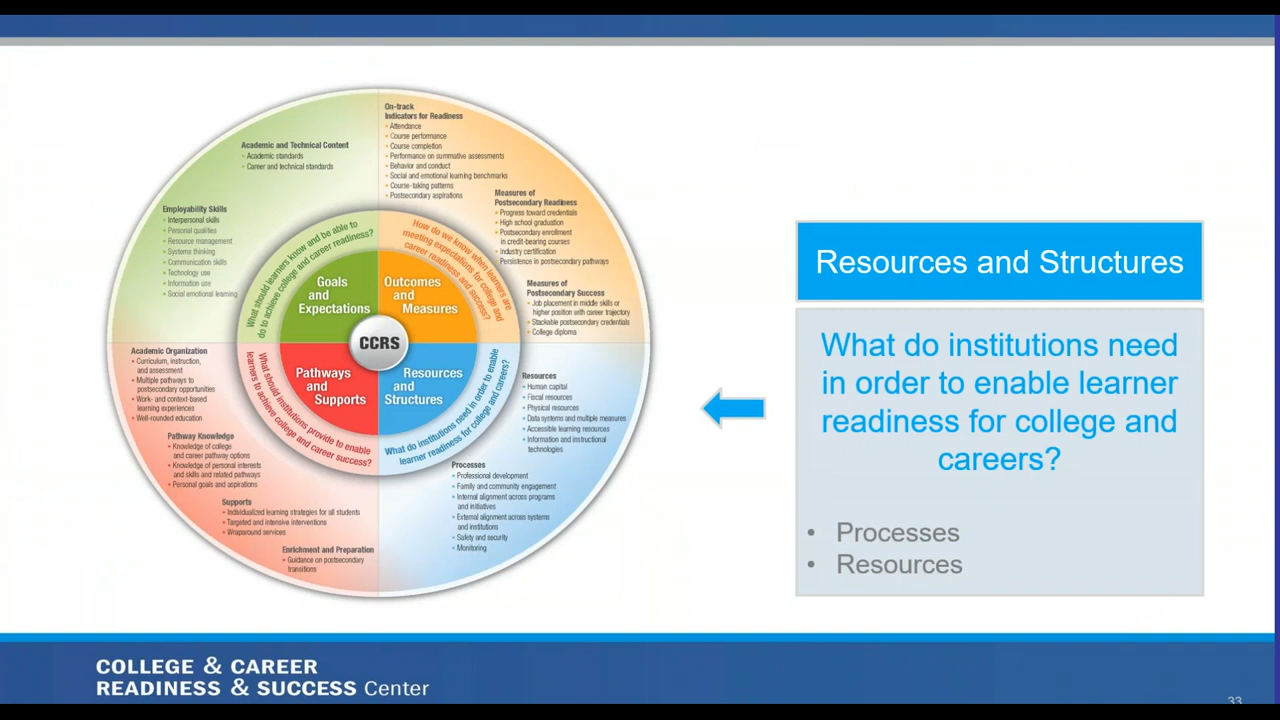 On-track
Indicators for Readiness
• Attendance
• Course performance
• Course completion
• Performance on summative assessments
• Behavior and conduct
• Social and emotional learning benchmarks
• Course-taking patterns
• Postsecondary aspirations
Measures of
Postsecondary Readiness
• Progress toward credentials
• High school graduation
• Postsecondary enrollment
in credit-bearing courses
• Industry certification
Persistence in postsecondary pathways
Measures of
Postsecondary Success
• Job placement in middle skills or
higher position with career trajectory
• Stackable postsecondary credentials
• College diploma
Academic and Technical Content
• Academic standards
• Career and technical standards
Employability Skills
• Interpersonal skills
• Personal qualities
• Resource management
• Systems thinking
• Communication skills
• Technology use
• Information use
• Social emotional learning
What should learners know and be able to
do to achieve college and career readiness?
How do we know when learners are
meeting expectations for college and
career readiness and success?
Goals
and
Expectations
Outcomes
and
Measures
CCRS
Pathways
and
Supports
Resources
and
Structures
What should institutions provide to enable
learners to achieve college and career success?
What do institutions need in order to enable
learner readiness for college and careers?
Academic Organization
• Curriculum, instruction,
and assessment
• Multiple pathways to
postsecondary opportunities
• Work- and context-based
learning experiences
• Well-rounded education
Pathway Knowledge
• Knowledge of college
and career pathway options
• Knowledge of personal interests
and skills and related pathways
• Personal goals and aspirations
Supports
• Individualized learning strategies for all students
• Targeted and intensive interventions
• Wraparound services
Enrichment and Preparation
• Guidance on postsecondary
transitions
Resources
• Human capital
• Fiscal resources
• Physical resources
• Data systems and multiple measures
• Accessible learning resources
• Information and instructional
technologies
Processes
• Professional development
• Family and community engagement
• Internal alignment across programs
and initiatives
• External alignment across systems
and institutions
• Safety and security
• Monitoring
Resources and Structures
What do institutions need
in order to enable learner
readiness for college and
careers?
• Processes
• Resources
COLLEGE & CAREER
READINESS & SUCCESS Center
33